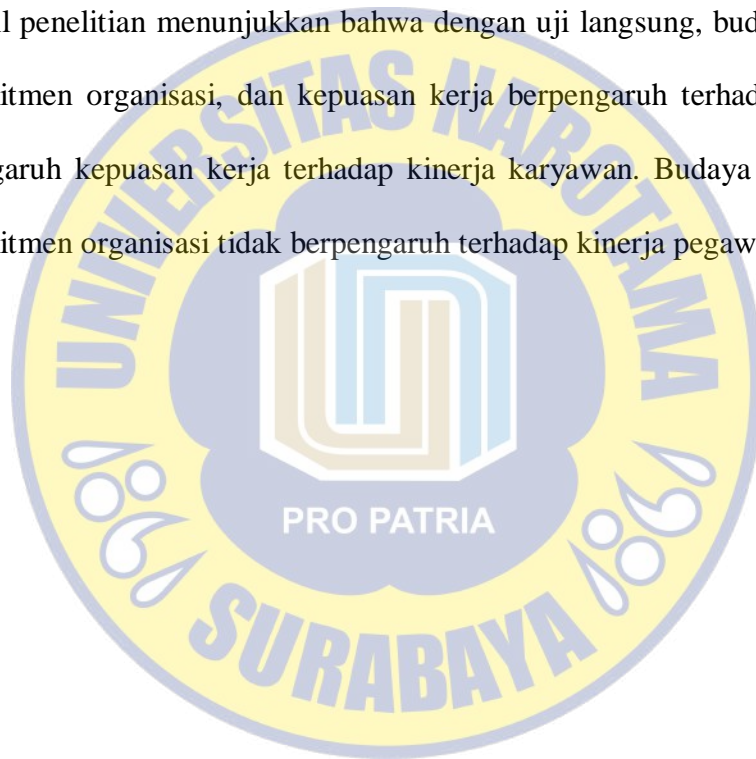 l penelitian menunjukkan bahwa dengan uji langsung, bud
itmen organisasi, dan kepuasan kerja berpengaruh terhad
garuh kepuasan kerja terhadap kinerja karyawan. Budaya
itmen organisasi tidak berpengaruh terhadap kinerja pegaw
UNIVERSITAS NAROTAMA
PRO PATRIA
SURABAYA